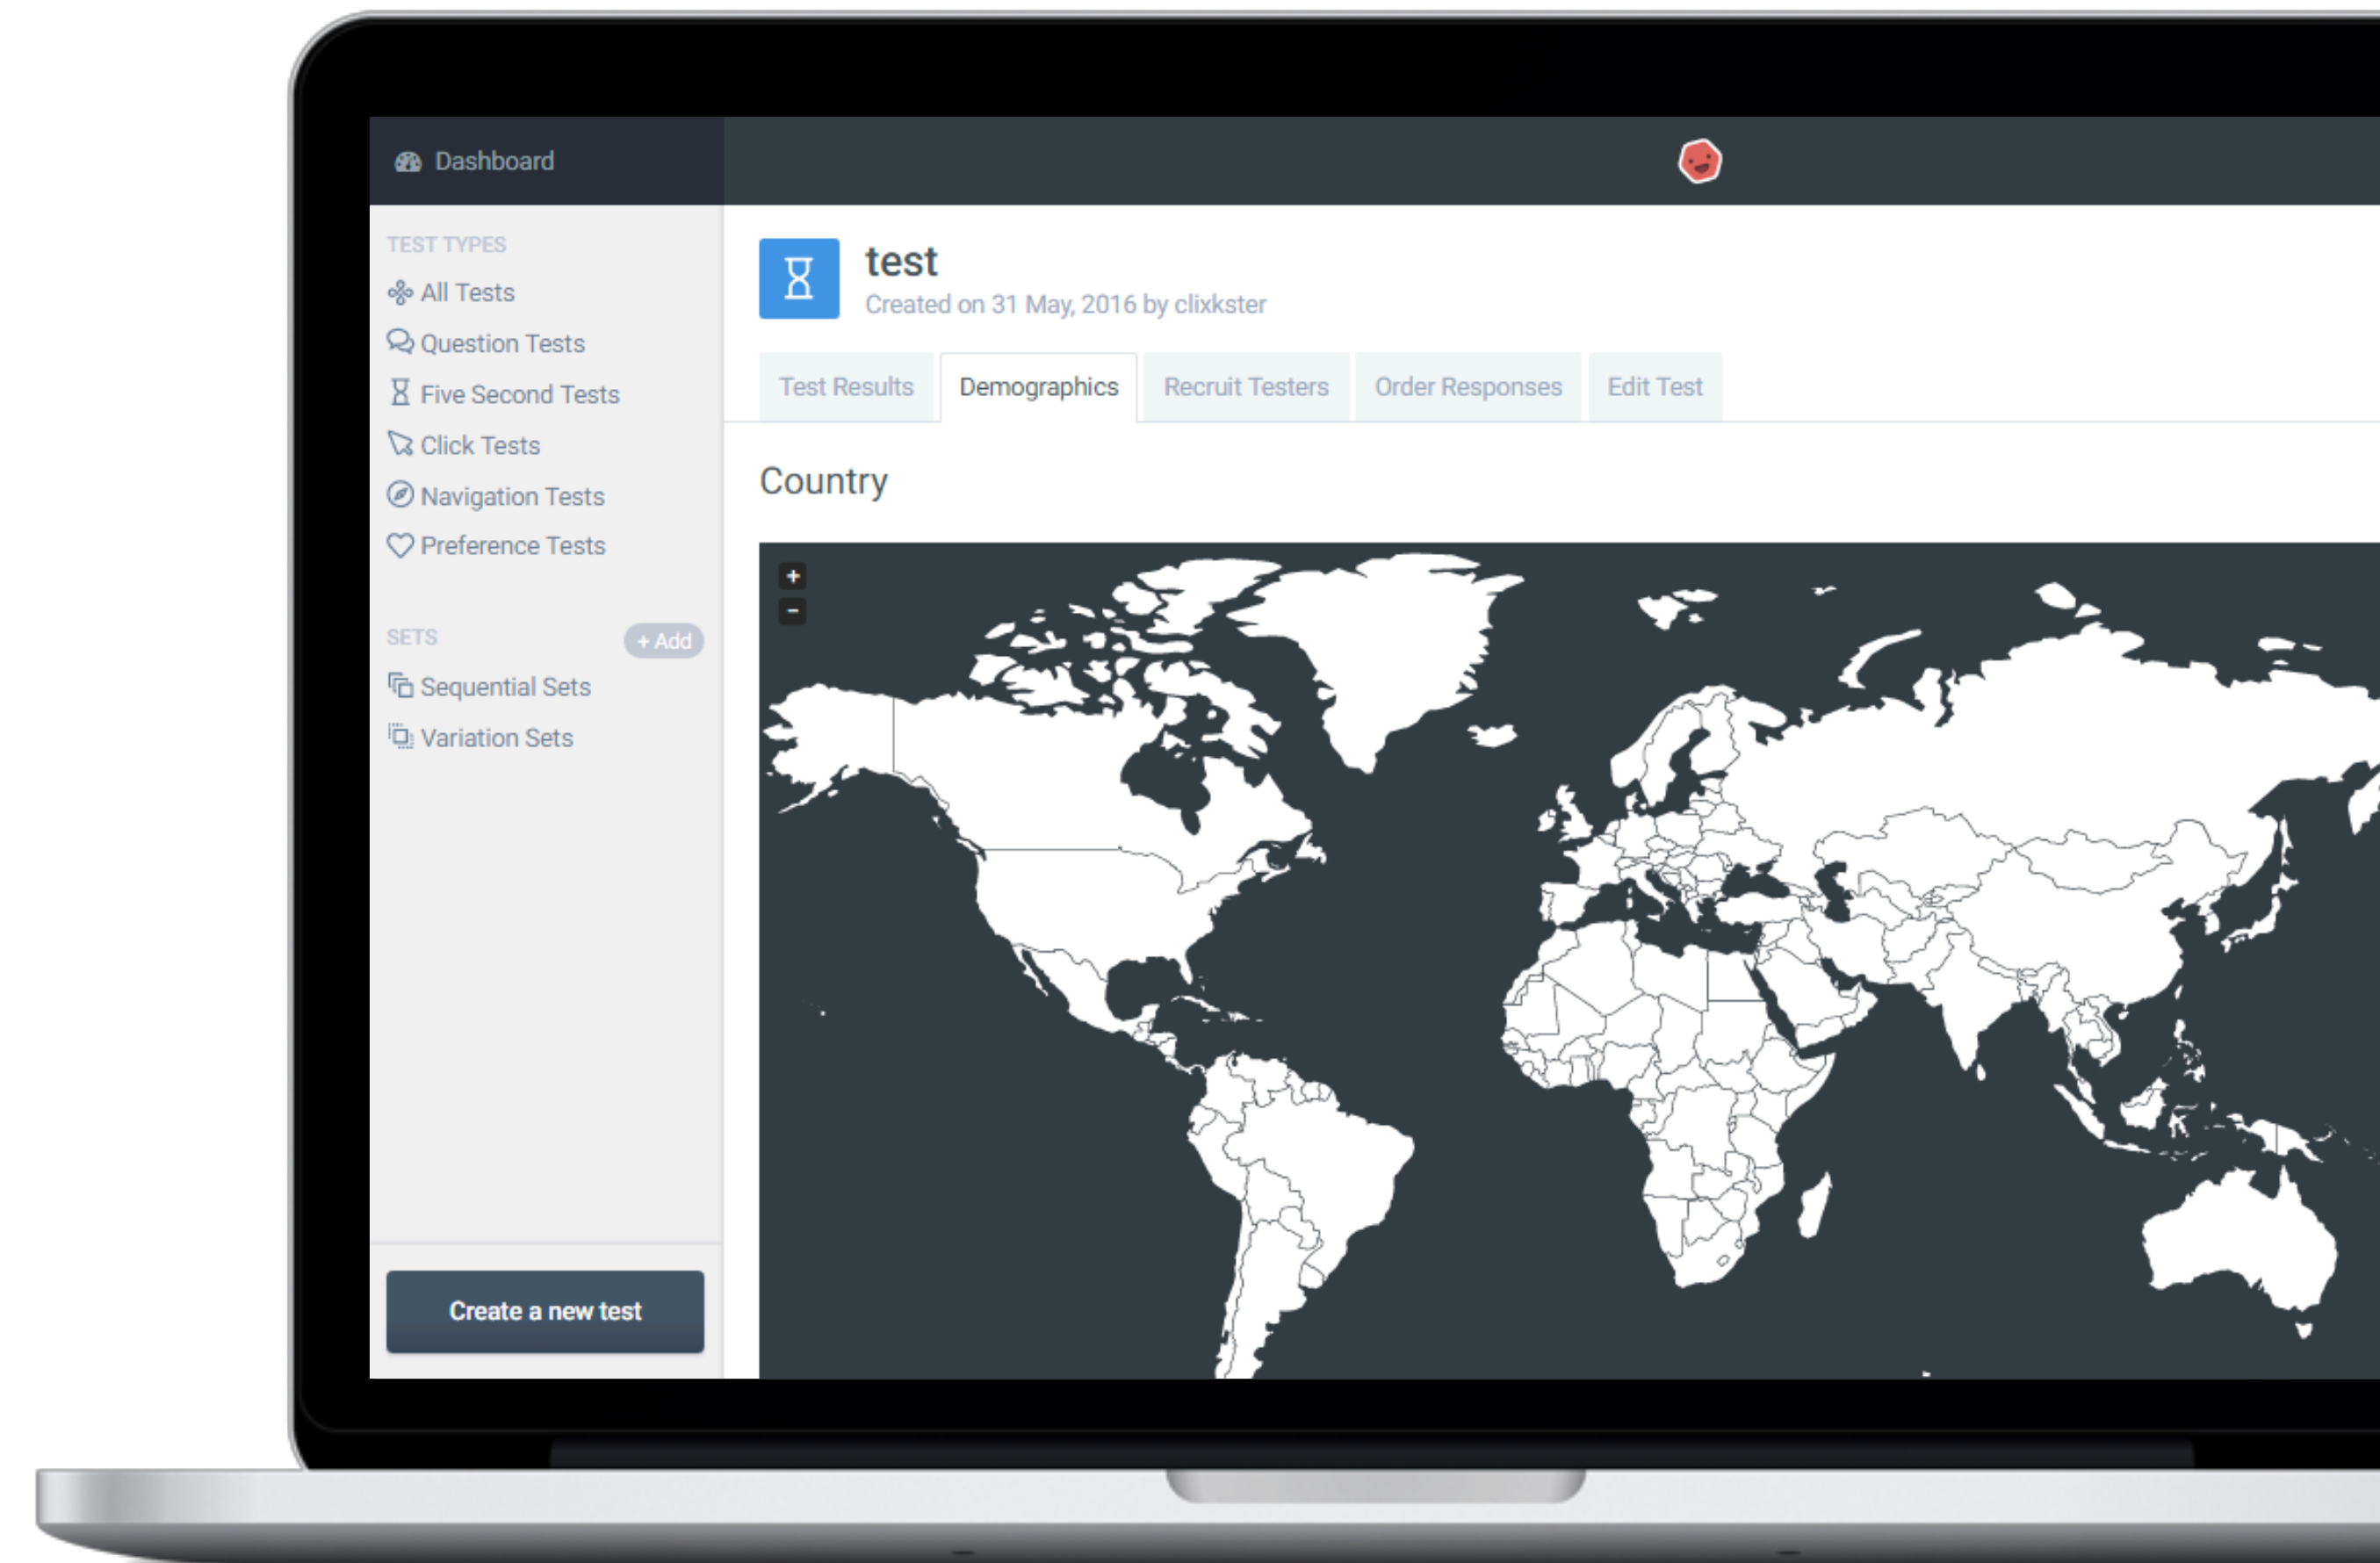 Dashboard
TEST TYPES
All Tests
Question Tests
Five Second Tests
Click Tests
Navigation Tests
Preference Tests
SETS
+ Add
Sequential Sets
Variation Sets
Create a new test
test
Created on 31 May, 2016 by clixkster
Test Results
Demographics
Recruit Testers
Order Responses
Edit Test
Country
+
−